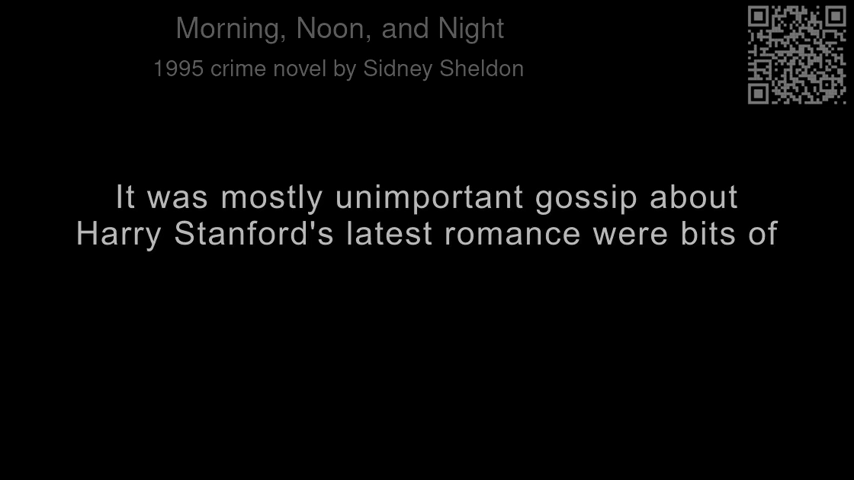 Morning, Noon, and Night
1995 crime novel by Sidney Sheldon
It was mostly unimportant gossip about
Harry Stanford's latest romance were bits of